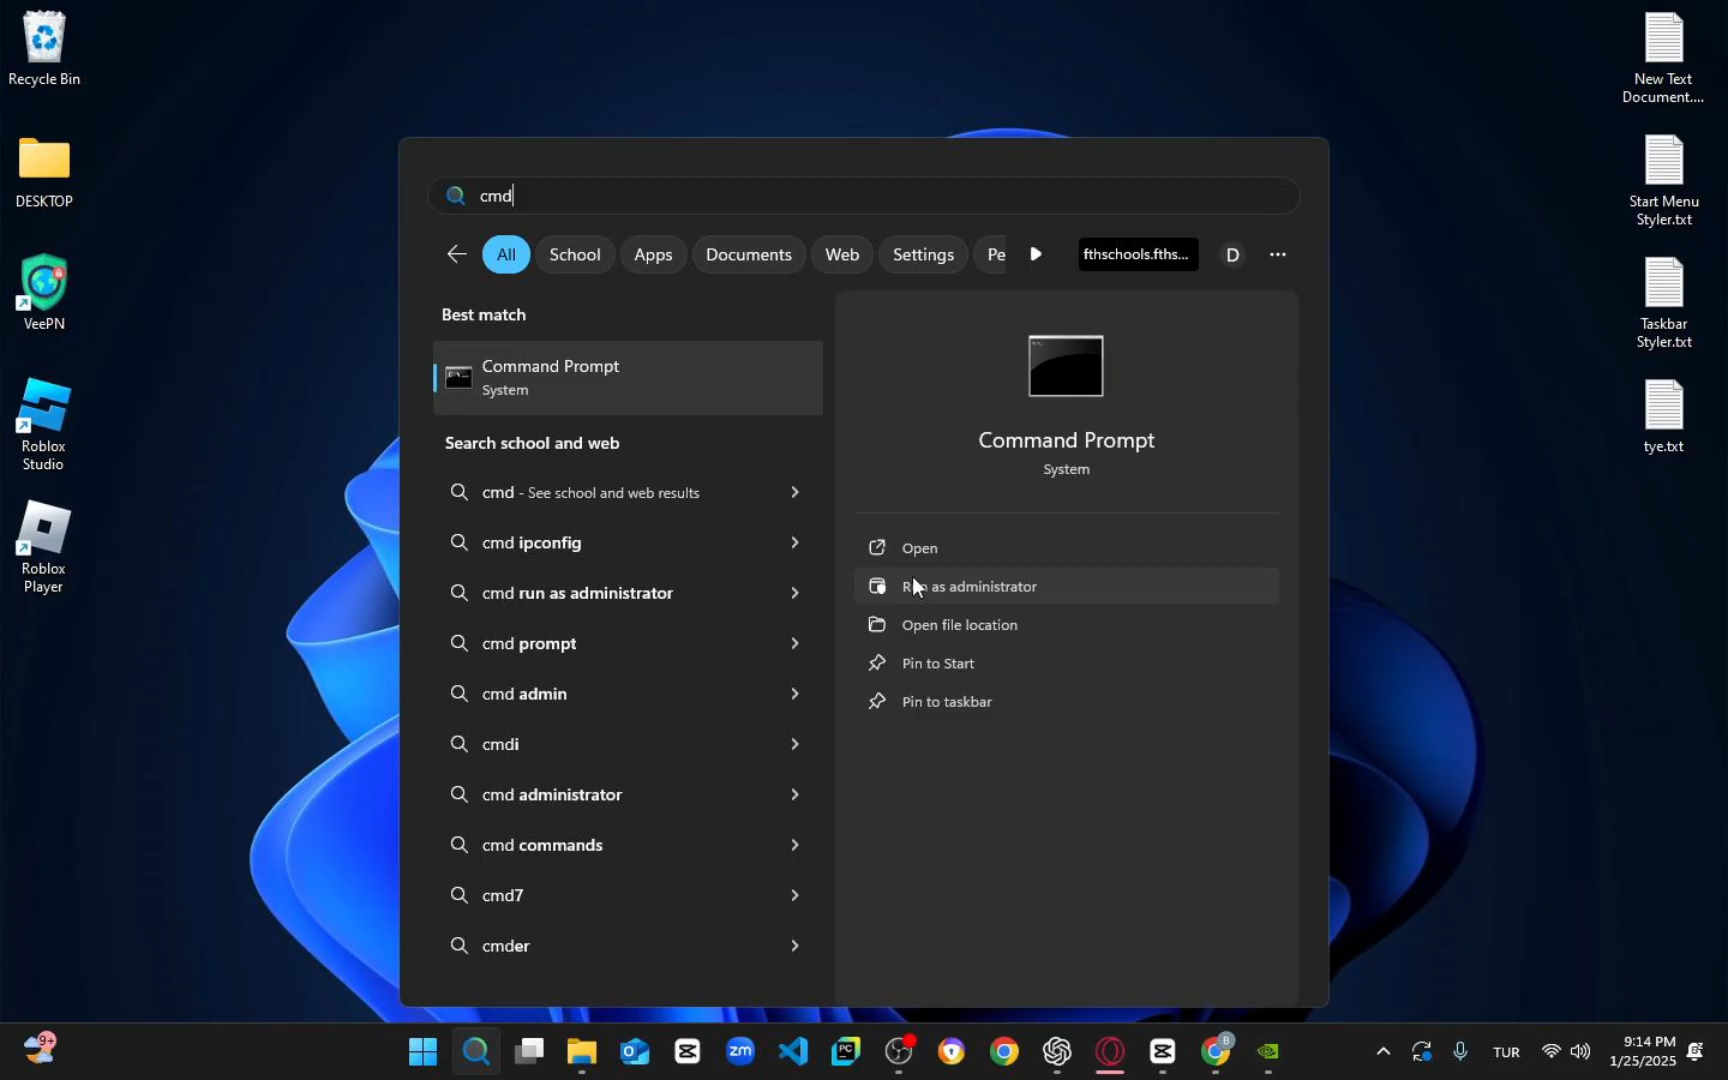 Recycle Bin
DESKTOP
VeePN
Roblox
Studio
Roblox
Player
New Text
Document....
Start Menu
Styler.txt
Taskbar
Styler.txt
tye.txt
cmd
All
School
Apps
Documents
Web
Settings
Pe
fthschools.fths...
D
Best match
Command Prompt
System
Search school and web
cmd - See school and web results
cmd ipconfig
cmd run as administrator
cmd prompt
cmd admin
cmdi
cmd administrator
cmd commands
cmd7
cmder
Command Prompt
System
Open
Run as administrator
Open file location
Pin to Start
Pin to taskbar
9+
zm
PC
B
TUR
9:14 PM
1/25/2025